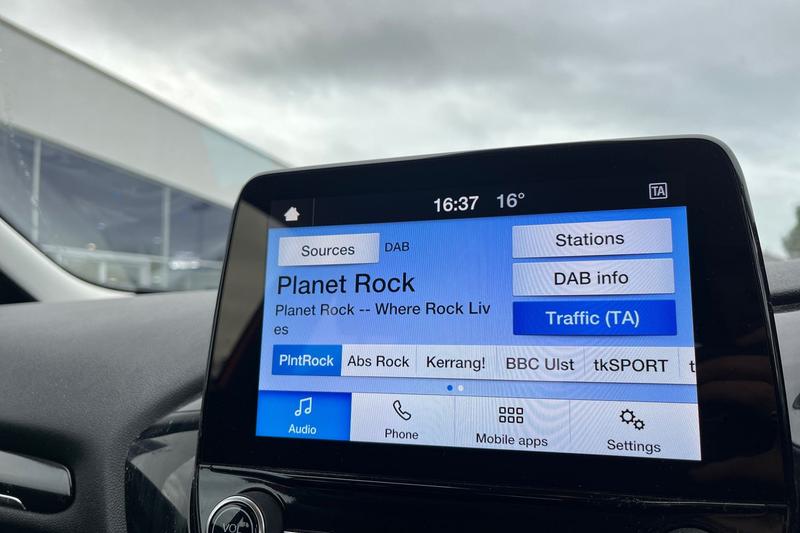 16:37 16° TA
Sources DAB
Stations
Planet Rock
DAB info
Planet Rock -- Where Rock Liv
es
Traffic (TA)
PlntRock Abs Rock Kerrang! BBC Ulst tkSPORT t
Audio Phone Mobile apps Settings
VOL